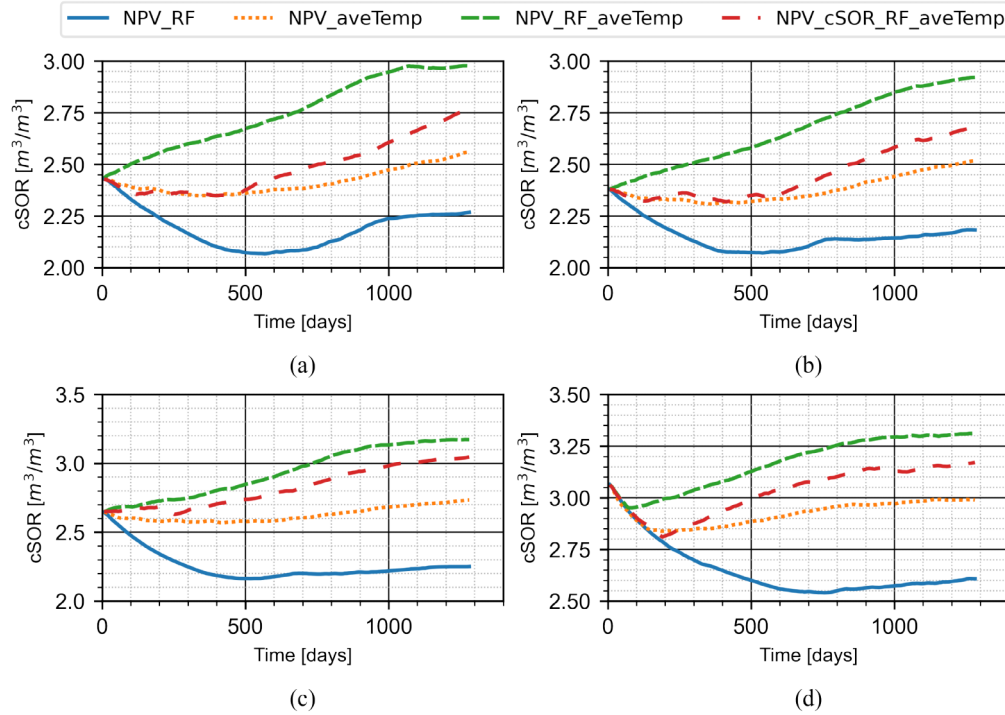 NPV_RF NPV_aveTemp NPV_RF_aveTemp NPV_cSOR_RF_aveTemp
cSOR [m³/m³]
3.00
2.75
2.50
2.25
2.00
0 500 1000
Time [days]
(a)
cSOR [m³/m³]
3.00
2.75
2.50
2.25
2.00
0 500 1000
Time [days]
(b)
cSOR [m³/m³]
3.5
3.0
2.5
2.0
0 500 1000
Time [days]
(c)
cSOR [m³/m³]
3.50
3.25
3.00
2.75
2.50
0 500 1000
Time [days]
(d)